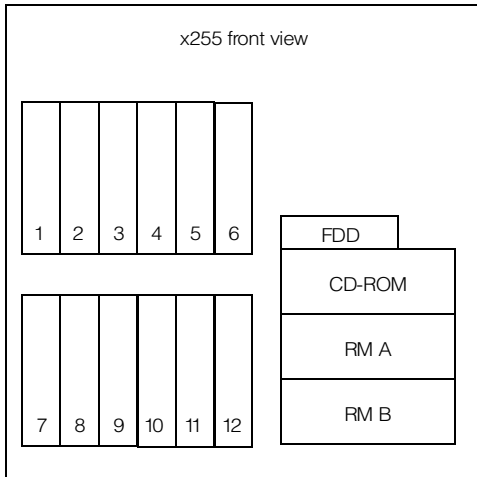 x255 front view
1 2 3 4 5 6
FDD
CD-ROM
RM A
RM B
7 8 9 10 11 12